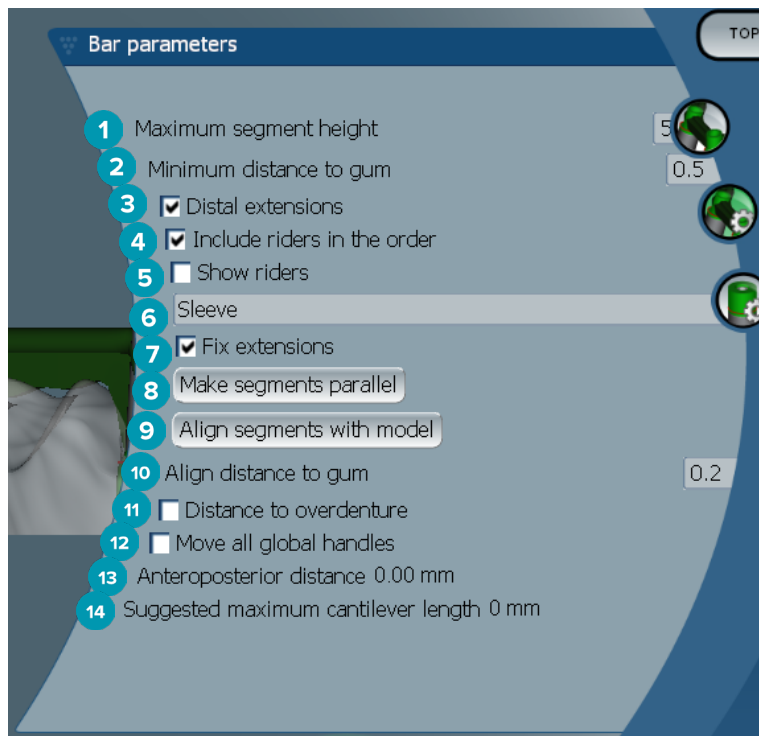 Bar parameters
TOP
1 Maximum segment height 5
2 Minimum distance to gum 0.5
3 Distal extensions
4 Include riders in the order
5 Show riders
6 Sleeve
7 Fix extensions
8 Make segments parallel
9 Align segments with model
10 Align distance to gum 0.2
11 Distance to overdenture
12 Move all global handles
13 Anteroposterior distance 0.00 mm
14 Suggested maximum cantilever length 0 mm